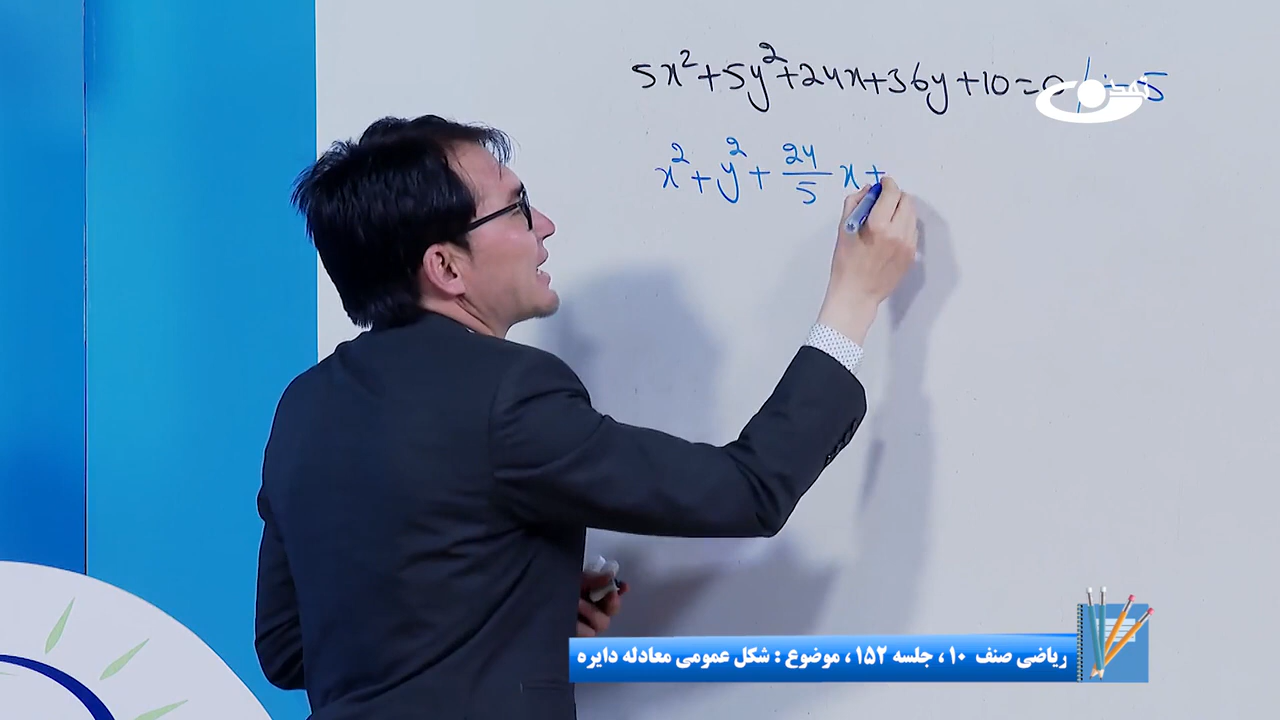 5x²+5y²+24x+36y+10=0 / ÷5
تمدن
x²+y²+24/5 x+
ریاضی صنف ۱۰، جلسه ۱۵۲، موضوع : شکل عمومی معادله دایره